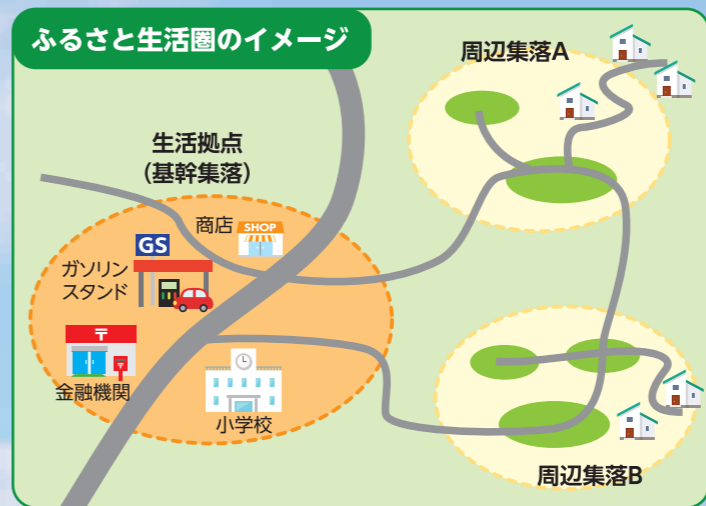 ふるさと生活圏のイメージ
周辺集落A
生活拠点
(基幹集落)
商店
SHOP
GS
ガソリン
スタンド
〒
金融機関
小学校
周辺集落B